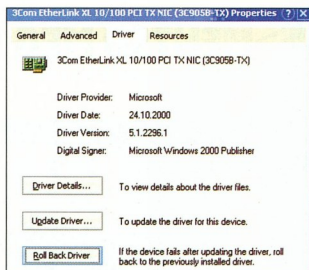 3Com EtherLink XL 10/100 PCI TX NIC (3C905B-TX) Properties
General Advanced Driver Resources
3Com EtherLink XL 10/100 PCI TX NIC (3C905B-TX)
Driver Provider: Microsoft
Driver Date: 24.10.2000
Driver Version: 5.1.2296.1
Digital Signer: Microsoft Windows 2000 Publisher
Driver Details... To view details about the driver files.
Update Driver... To update the driver for this device.
Roll Back Driver If the device fails after updating the driver, roll
back to the previously installed driver.